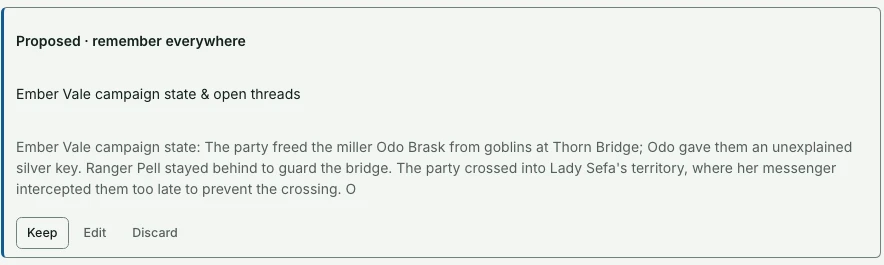 Proposed · remember everywhere
Ember Vale campaign state & open threads
Ember Vale campaign state: The party freed the miller Odo Brask from goblins at Thorn Bridge; Odo gave them an unexplained
silver key. Ranger Pell stayed behind to guard the bridge. The party crossed into Lady Sefa's territory, where her messenger
intercepted them too late to prevent the crossing. O
Keep Edit Discard